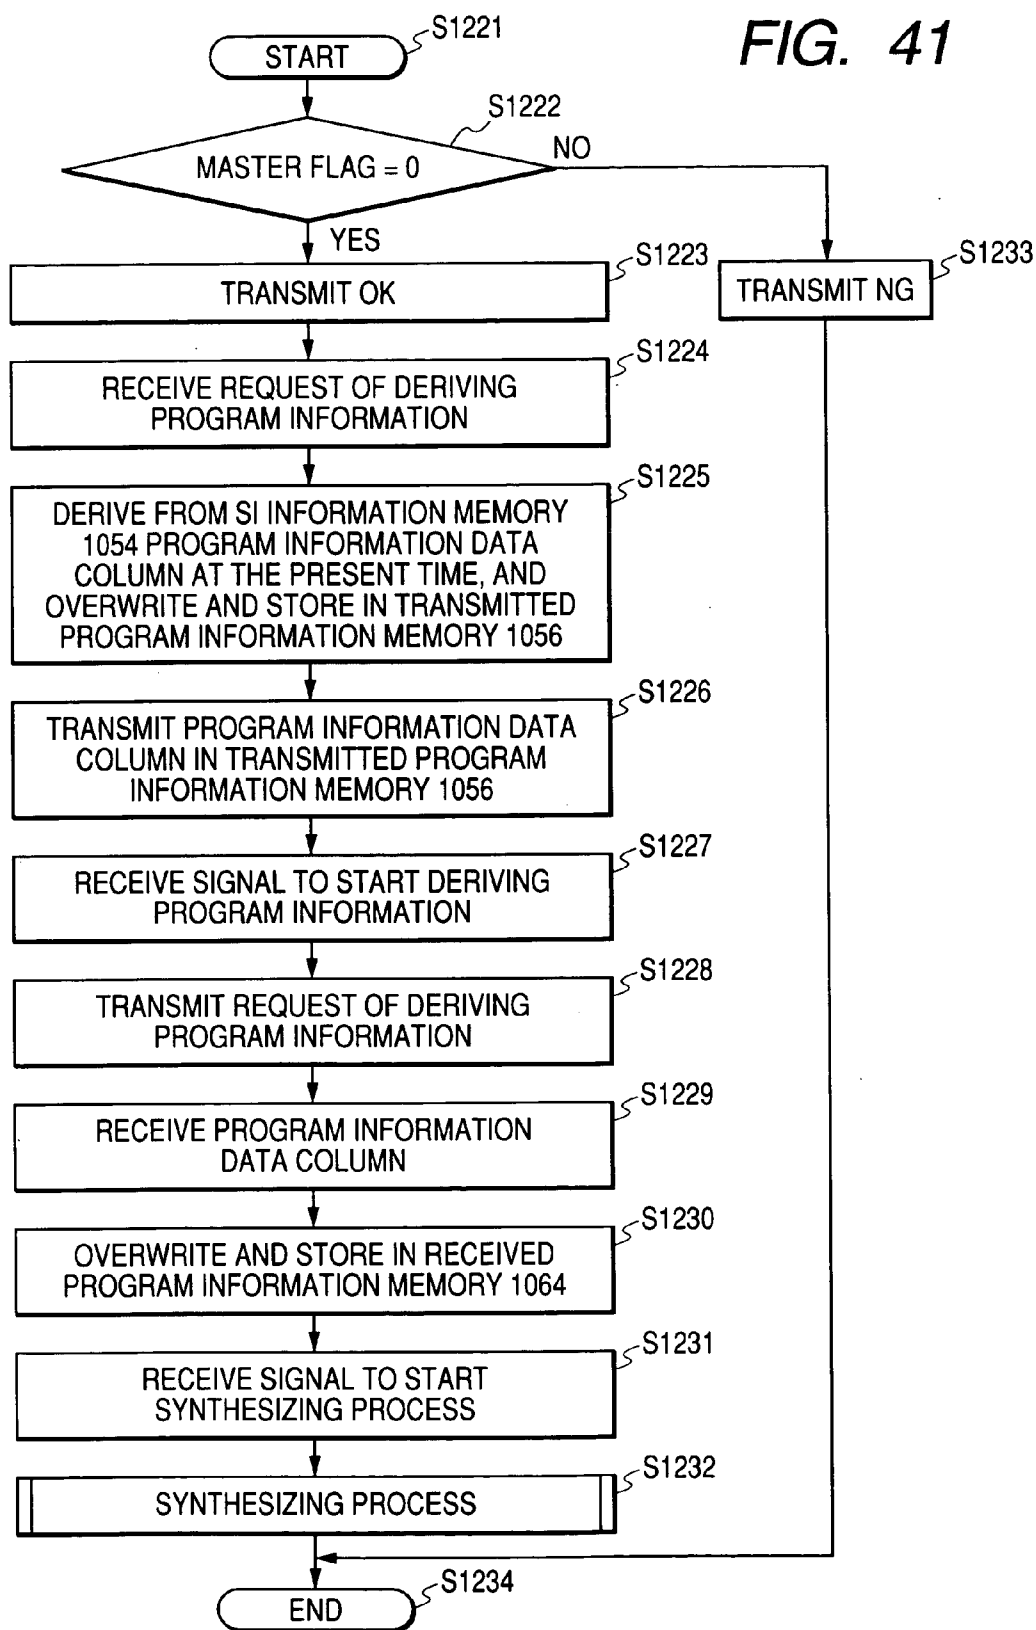 FIG. 41
S1221
START
S1222
MASTER FLAG = 0
NO
YES
S1223
TRANSMIT OK
S1233
TRANSMIT NG
S1224
RECEIVE REQUEST OF DERIVING
PROGRAM INFORMATION
S1225
DERIVE FROM SI INFORMATION MEMORY
1054 PROGRAM INFORMATION DATA
COLUMN AT THE PRESENT TIME, AND
OVERWRITE AND STORE IN TRANSMITTED
PROGRAM INFORMATION MEMORY 1056
S1226
TRANSMIT PROGRAM INFORMATION DATA
COLUMN IN TRANSMITTED PROGRAM
INFORMATION MEMORY 1056
S1227
RECEIVE SIGNAL TO START DERIVING
PROGRAM INFORMATION
S1228
TRANSMIT REQUEST OF DERIVING
PROGRAM INFORMATION
S1229
RECEIVE PROGRAM INFORMATION
DATA COLUMN
S1230
OVERWRITE AND STORE IN RECEIVED
PROGRAM INFORMATION MEMORY 1064
S1231
RECEIVE SIGNAL TO START
SYNTHESIZING PROCESS
S1232
SYNTHESIZING PROCESS
S1234
END